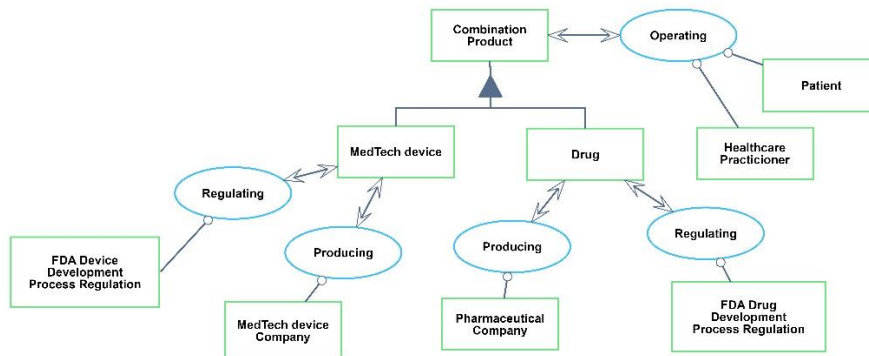 Combination
Product
Operating
Patient
Healthcare
Practicioner
MedTech device
Drug
Regulating
Producing
Producing
Regulating
FDA Device
Development
Process Regulation
MedTech device
Company
Pharmaceutical
Company
FDA Drug
Development
Process Regulation